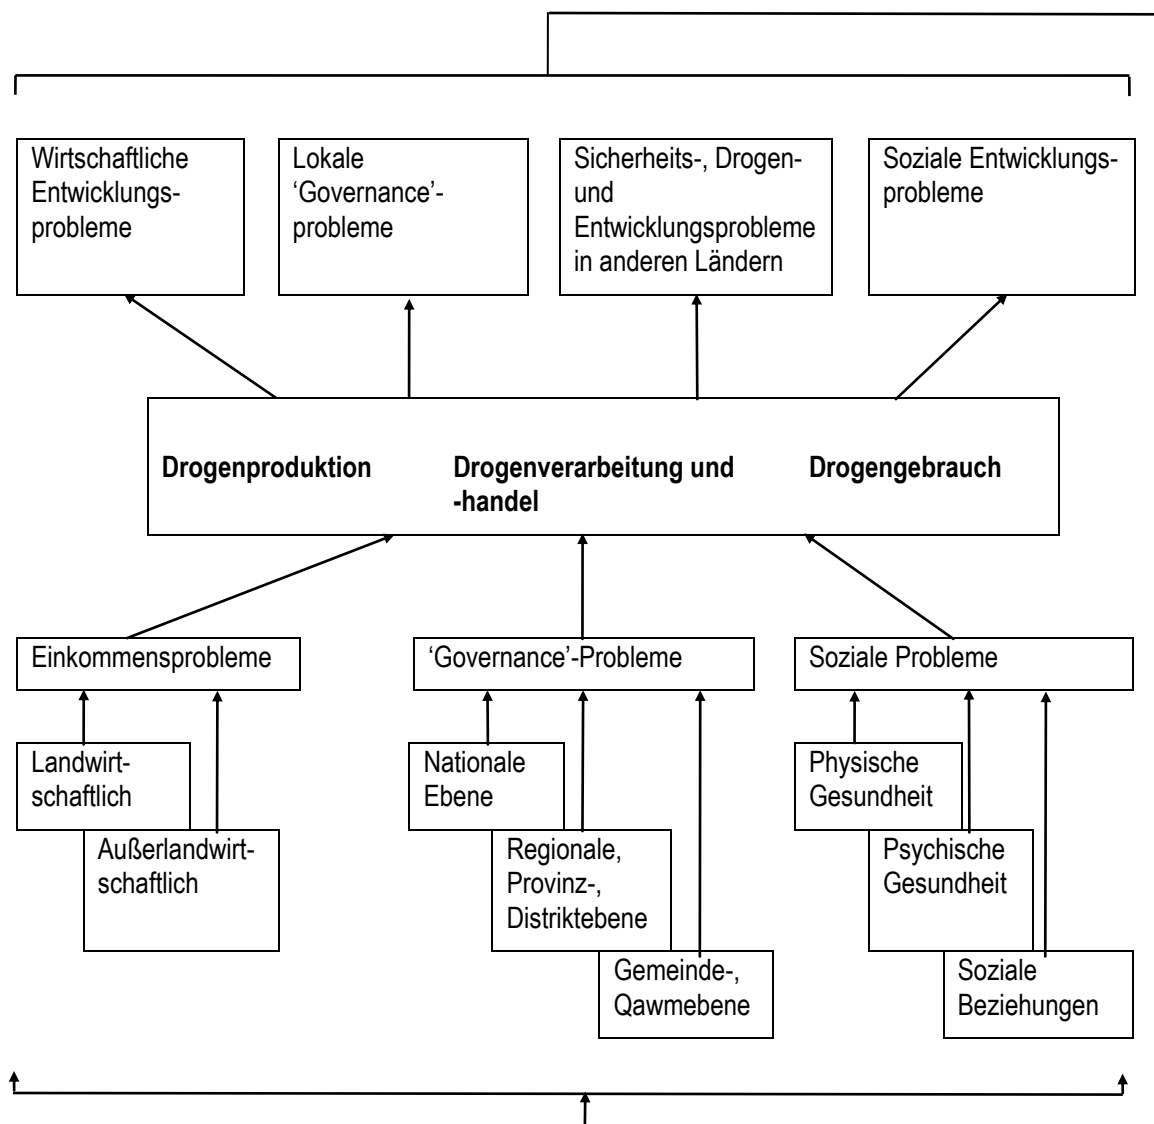 Wirtschaftliche
Entwicklungs-
probleme
Lokale
‘Governance’-
probleme
Sicherheits-, Drogen-
und
Entwicklungsprobleme
in anderen Ländern
Soziale Entwicklungs-
probleme
Drogenproduktion
Drogenverarbeitung und
-handel
Drogengebrauch
Einkommensprobleme
‘Governance’-Probleme
Soziale Probleme
Landwirt-
schaftlich
Außerlandwirt-
schaftlich
Nationale
Ebene
Regionale,
Provinz-,
Distriktebene
Gemeinde-,
Qawmebene
Physische
Gesundheit
Psychische
Gesundheit
Soziale
Beziehungen